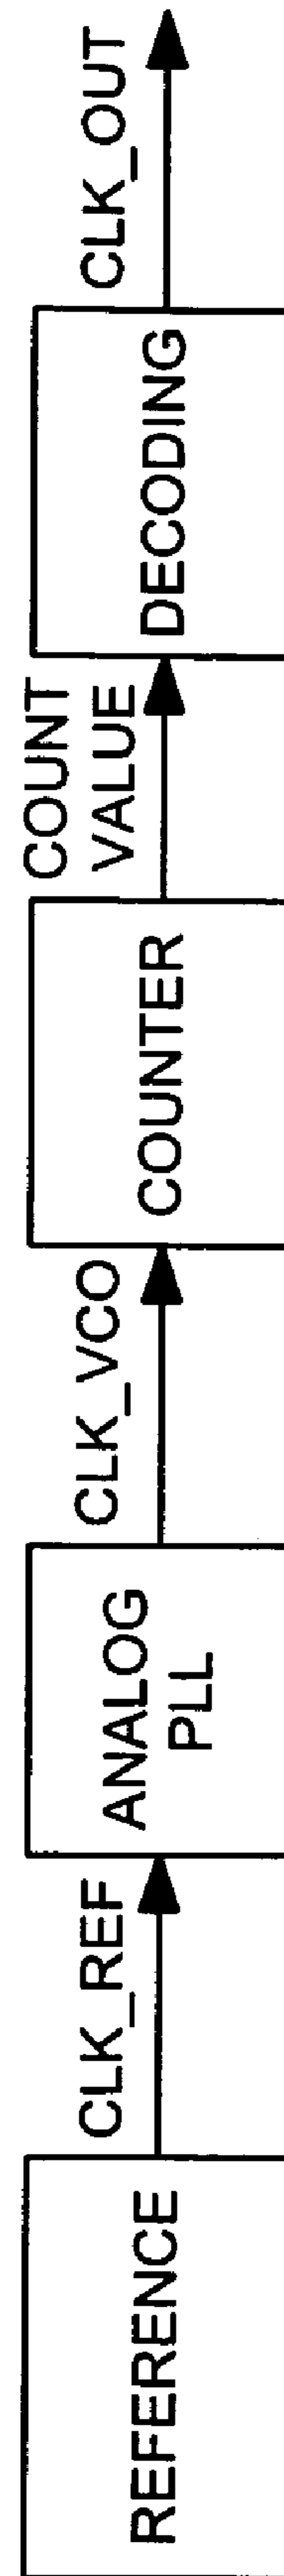 REFERENCE
CLK_REF
ANALOG
PLL
CLK_VCO
COUNTER
COUNT
VALUE
DECODING
CLK_OUT